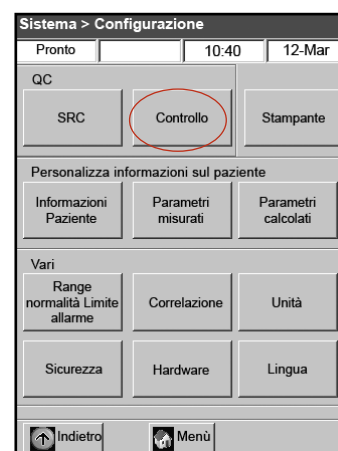 Sistema > Configurazione
Pronto 10:40 12-Mar
QC
SRC Controllo Stampante
Personalizza informazioni sul paziente
Informazioni Paziente
Parametri misurati
Parametri calcolati
Vari
Range normalità Limite allarme
Correlazione
Unità
Sicurezza Hardware Lingua
Indietro Menù